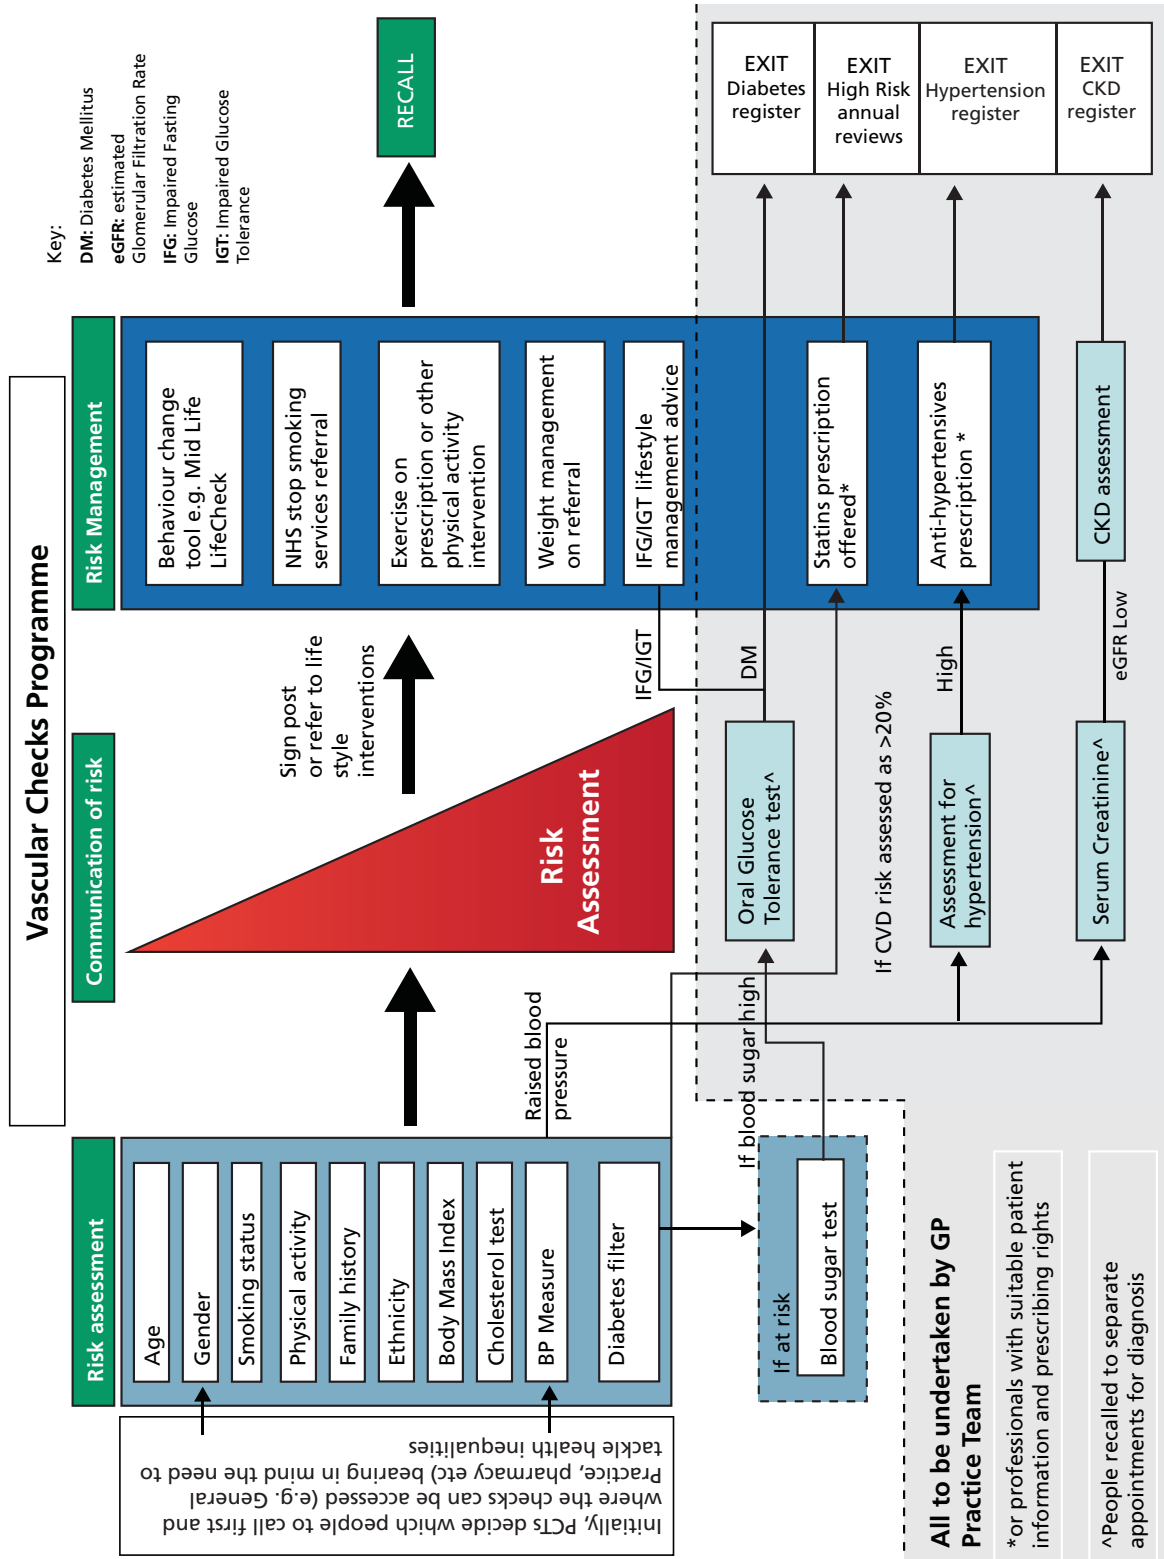 Vascular Checks Programme
Risk assessment
Communication of risk
Risk Management
Key:
DM: Diabetes Mellitus
eGFR: estimated
Glomerular Filtration Rate
IFG: Impaired Fasting
Glucose
IGT: Impaired Glucose
Tolerance
Initially, PCTs decide which people to call first and
where the checks can be accessed (e.g. General
Practice, pharmacy etc) bearing in mind the need to
tackle health inequalities
Age
Gender
Smoking status
Physical activity
Family history
Ethnicity
Body Mass Index
Cholesterol test
BP Measure
Diabetes filter
Raised blood
pressure
Risk
Assessment
Sign post
or refer to life
style
interventions
Behaviour change
tool e.g. Mid Life
LifeCheck
NHS stop smoking
services referral
Exercise on
prescription or other
physical activity
intervention
Weight management
on referral
IFG/IGT lifestyle
management advice
RECALL
If at risk
Blood sugar test
If blood sugar high
Oral Glucose
Tolerance test^
IFG/IGT
DM
EXIT
Diabetes
register
If CVD risk assessed as >20%
Statins prescription
offered*
EXIT
High Risk
annual
reviews
Assessment for
hypertension^
High
Anti-hypertensives
prescription *
EXIT
Hypertension
register
Serum Creatinine^
eGFR Low
CKD assessment
EXIT
CKD
register
All to be undertaken by GP
Practice Team
*or professionals with suitable patient
information and prescribing rights
^People recalled to separate
appointments for diagnosis